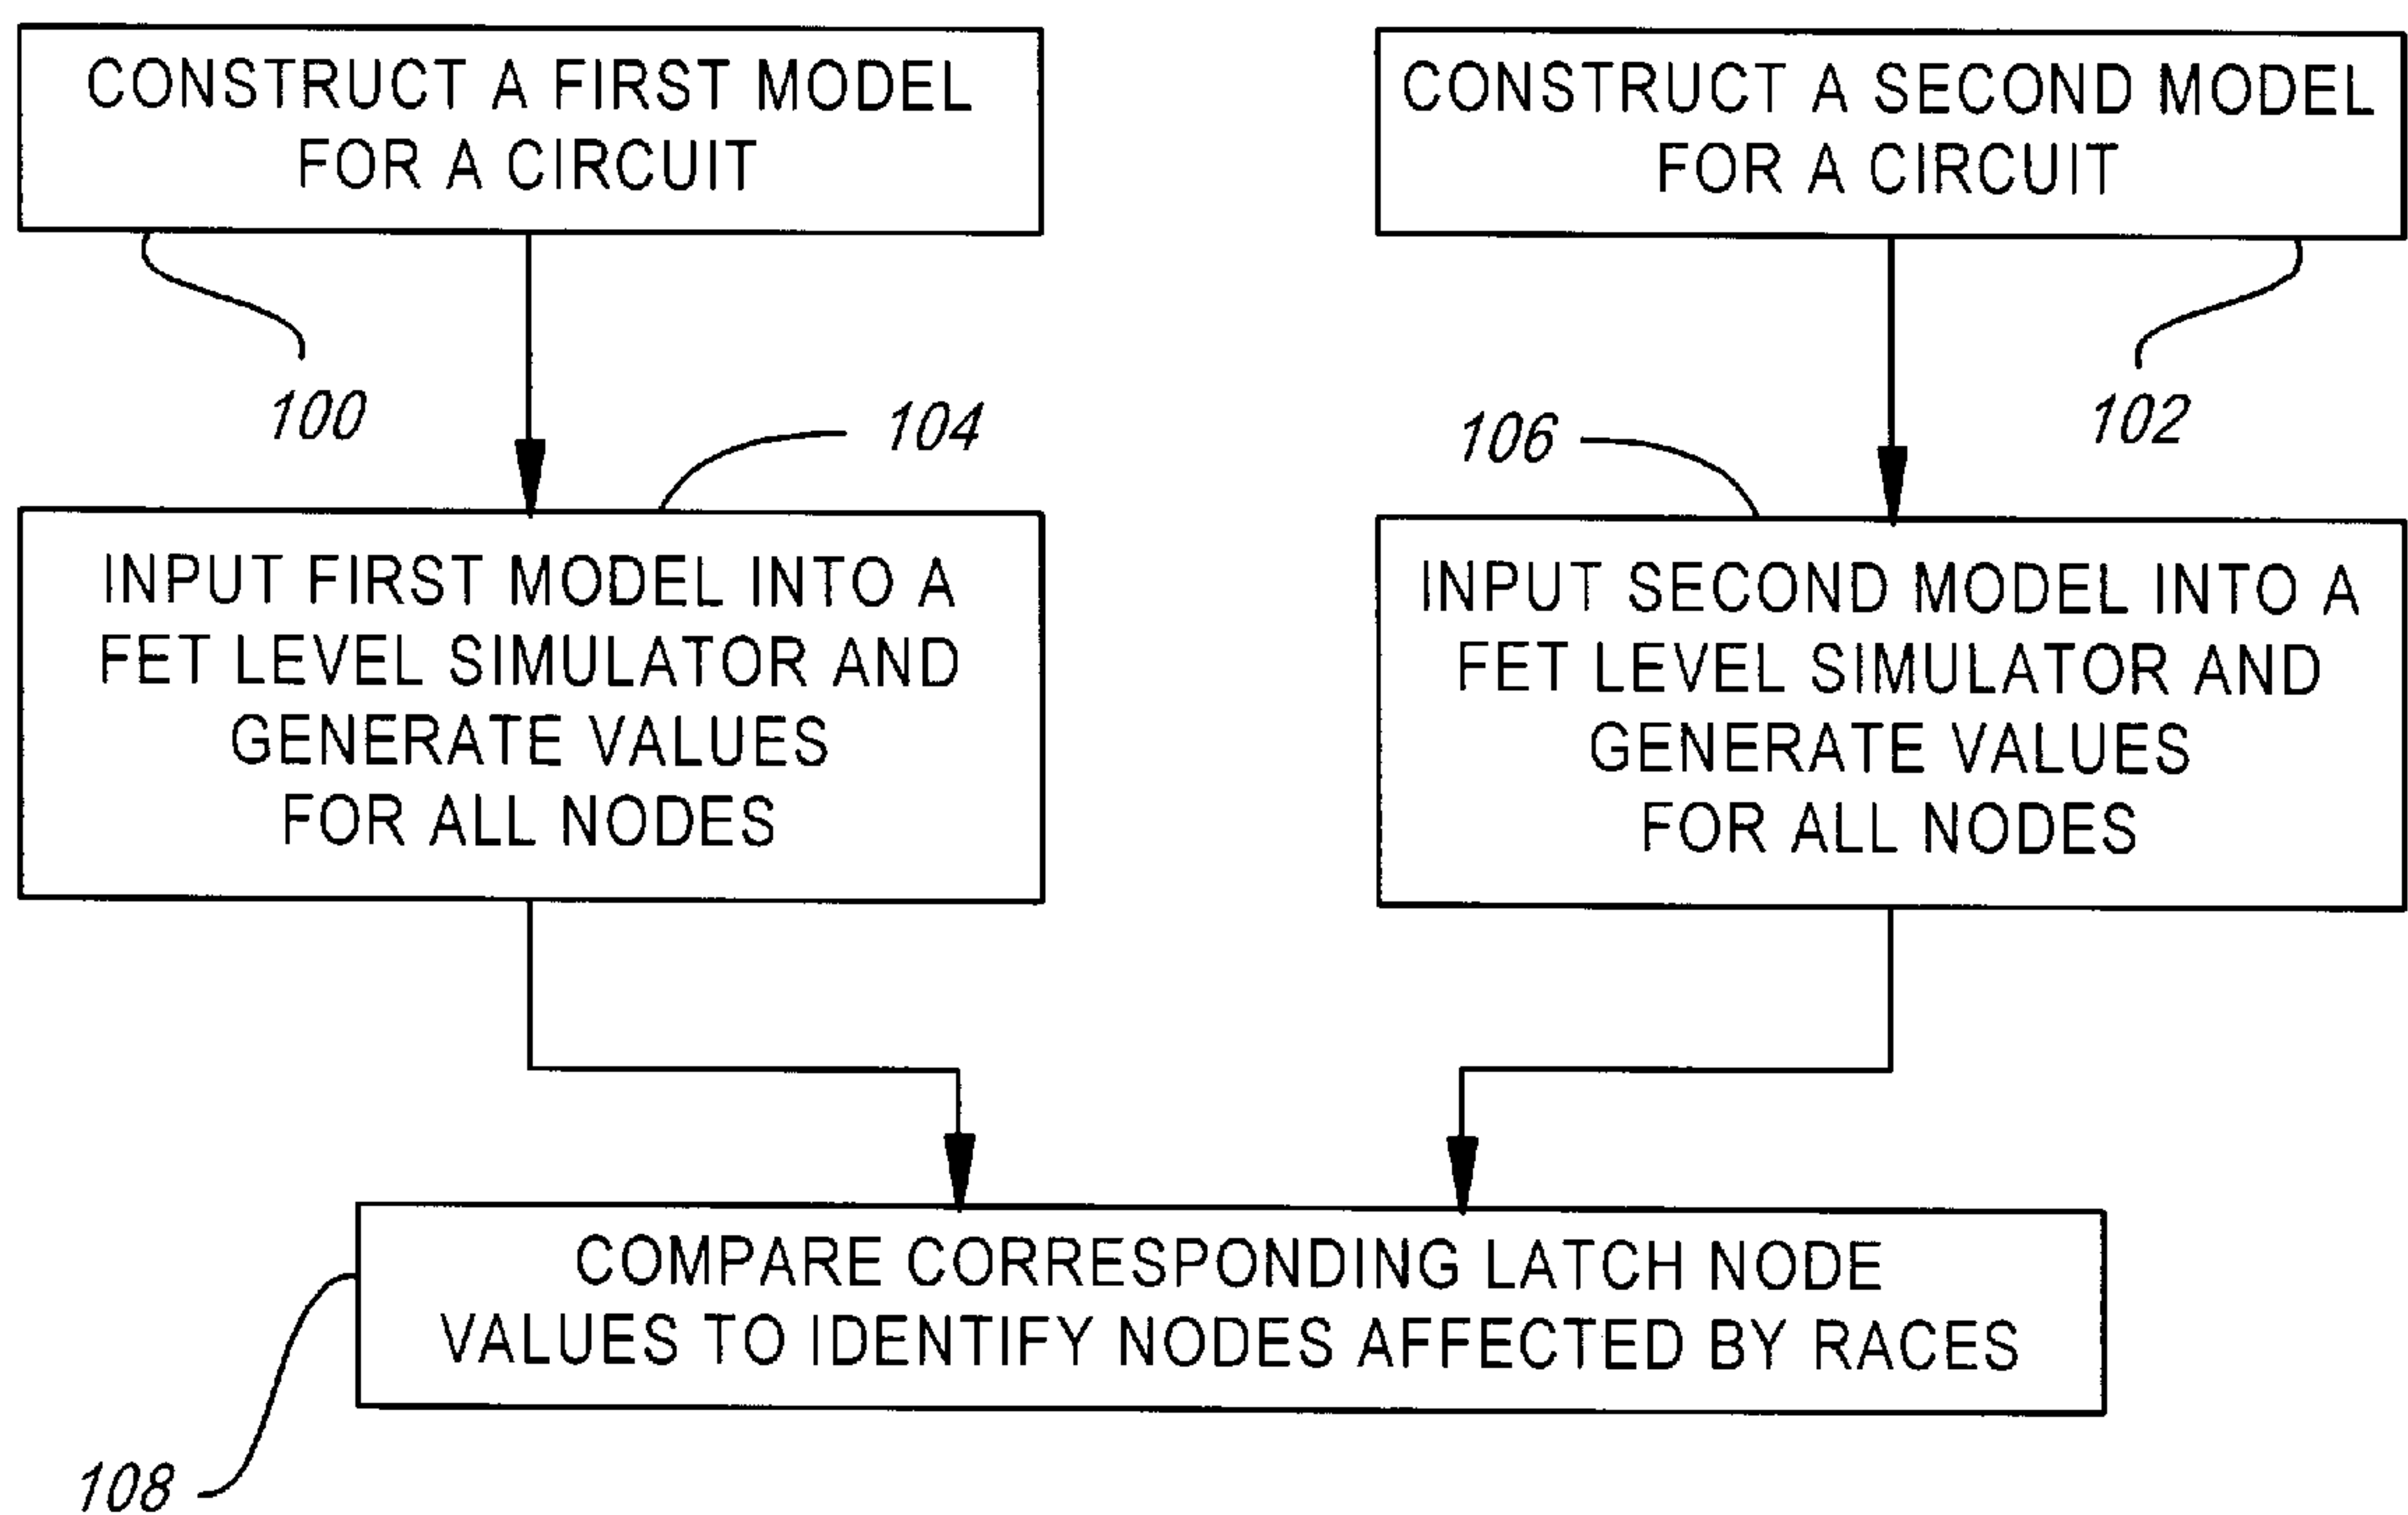 CONSTRUCT A FIRST MODEL
FOR A CIRCUIT
CONSTRUCT A SECOND MODEL
FOR A CIRCUIT
100
104
106
102
INPUT FIRST MODEL INTO A
FET LEVEL SIMULATOR AND
GENERATE VALUES
FOR ALL NODES
INPUT SECOND MODEL INTO A
FET LEVEL SIMULATOR AND
GENERATE VALUES
FOR ALL NODES
COMPARE CORRESPONDING LATCH NODE
VALUES TO IDENTIFY NODES AFFECTED BY RACES
108